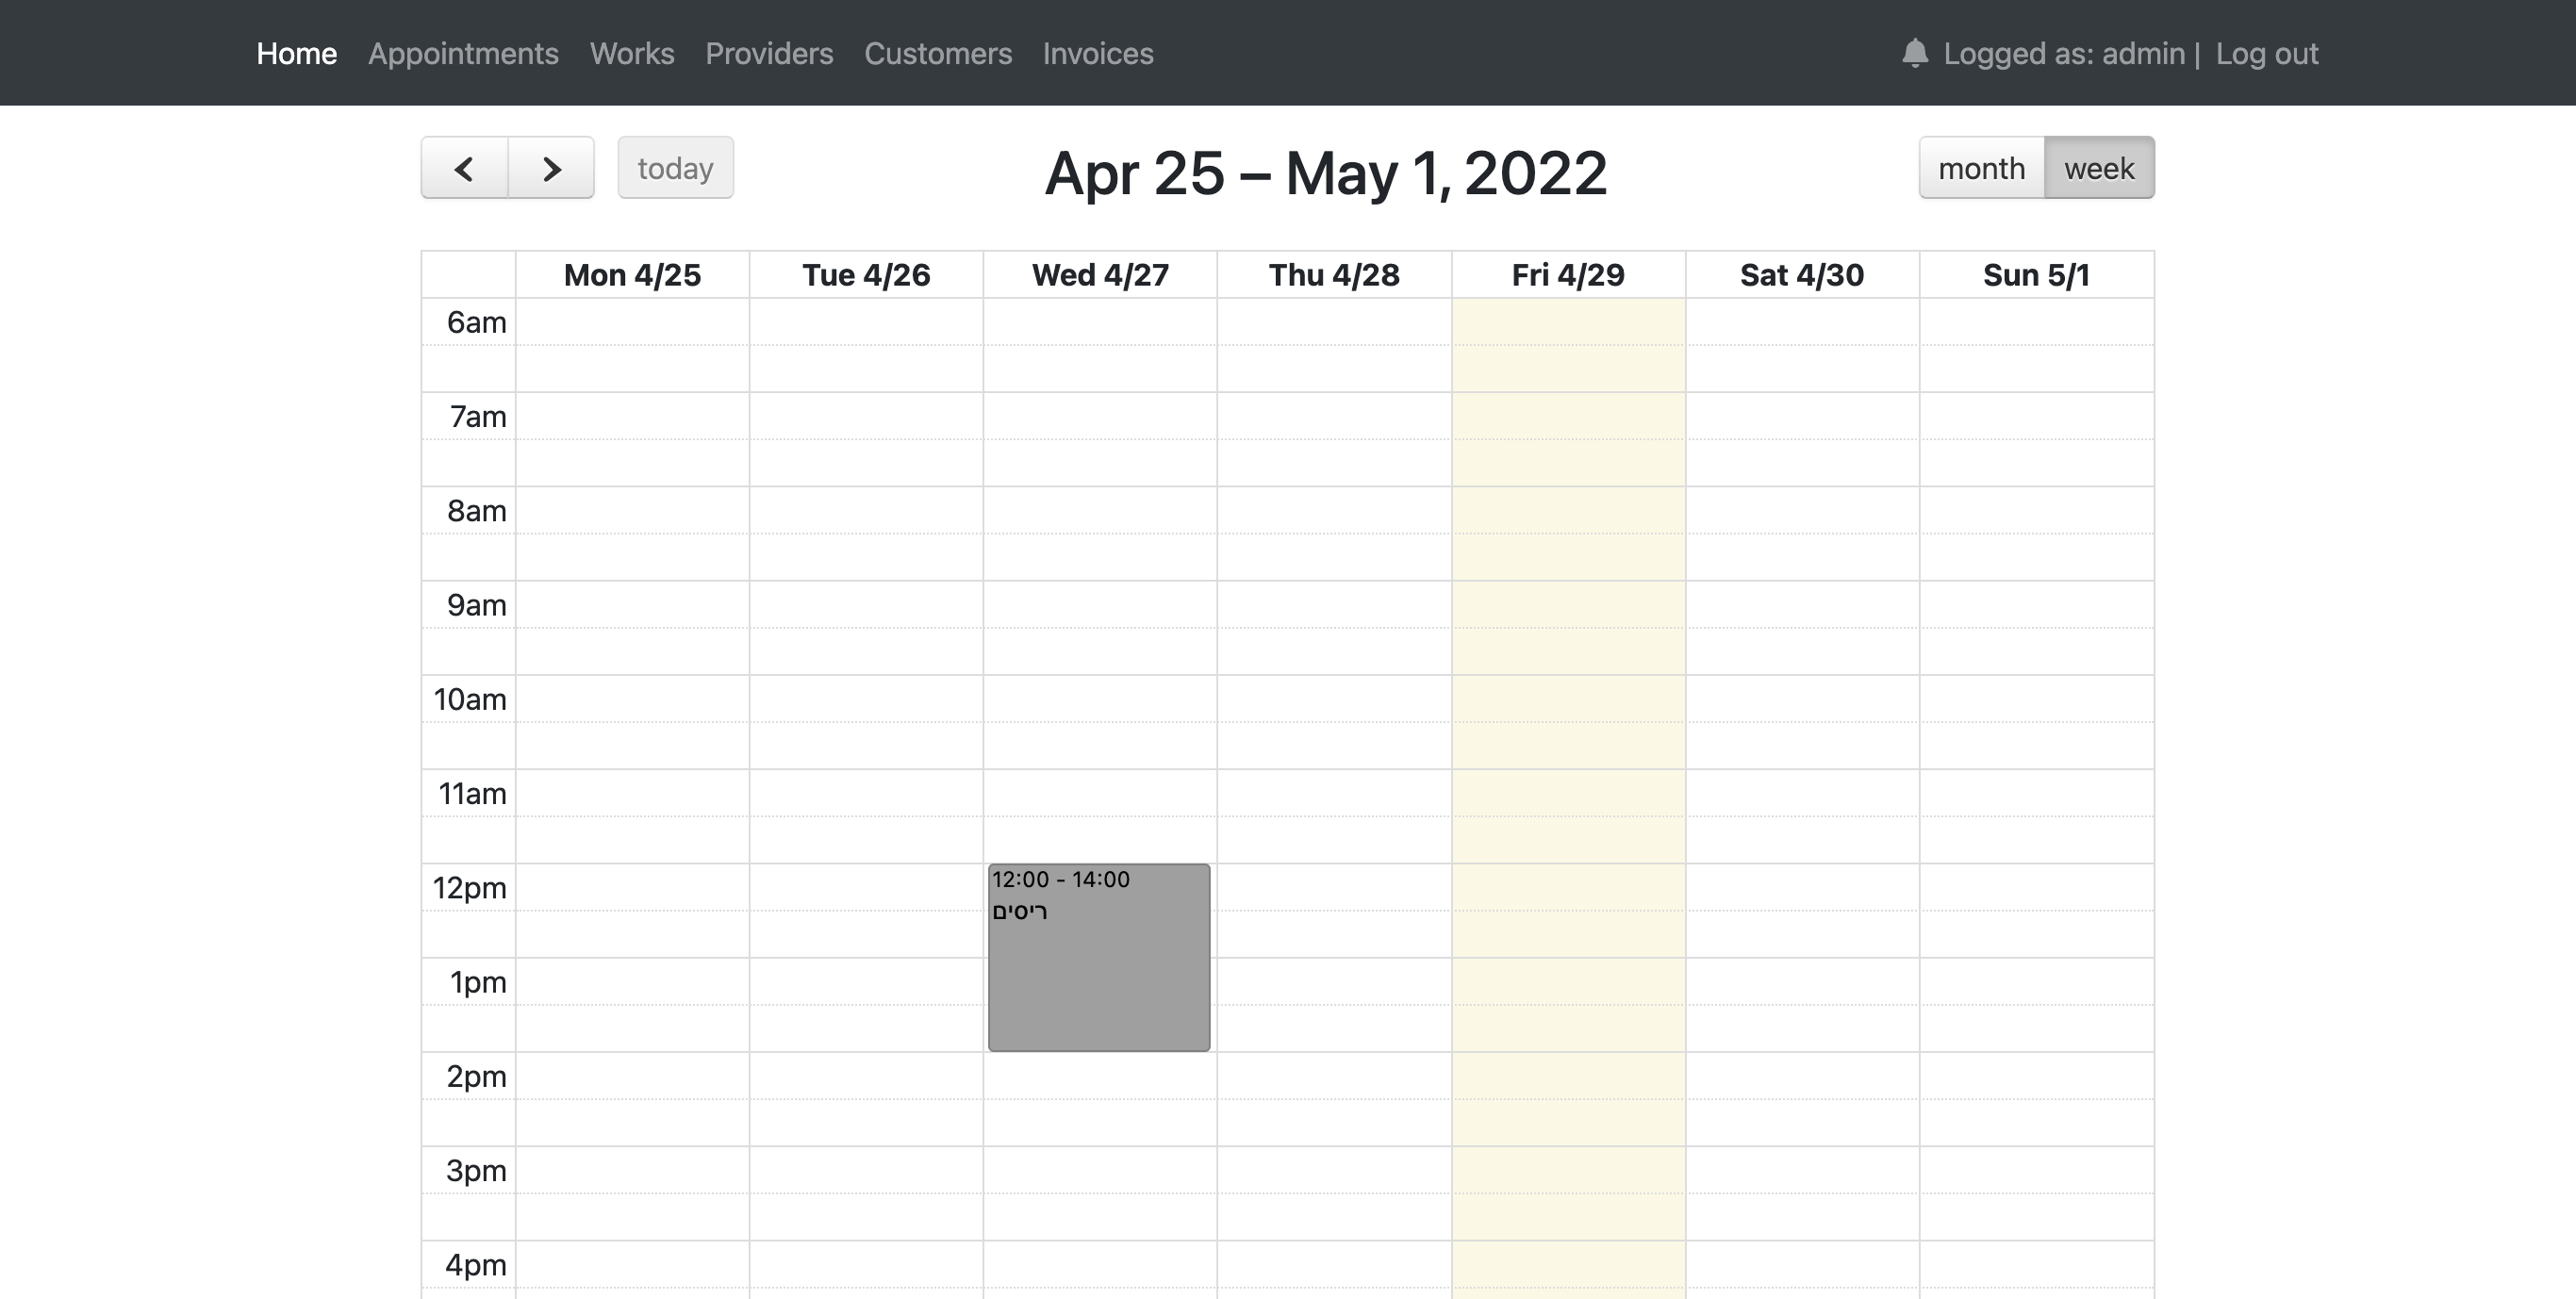 Home Appointments Works Providers Customers Invoices Logged as: admin | Log out
today Apr 25 – May 1, 2022 month week
Mon 4/25 Tue 4/26 Wed 4/27 Thu 4/28 Fri 4/29 Sat 4/30 Sun 5/1
6am
7am
8am
9am
10am
11am
12pm
12:00 - 14:00
ריסים
1pm
2pm
3pm
4pm